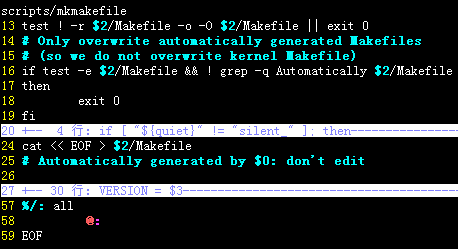 scripts/mkmakefile
13 test ! -r $2/Makefile -o -O $2/Makefile || exit 0
14 # Only overwrite automatically generated Makefiles
15 # (so we do not overwrite kernel Makefile)
16 if test -e $2/Makefile && ! grep -q Automatically $2/Makefile
17 then
18         exit 0
19 fi
20 +--  4 行: if [ "${quiet}" != "silent_" ]; then
24 cat << EOF > $2/Makefile
25 # Automatically generated by $0: don't edit
26
27 +-- 30 行: VERSION = $3
57 %/: all
58         @:
59 EOF